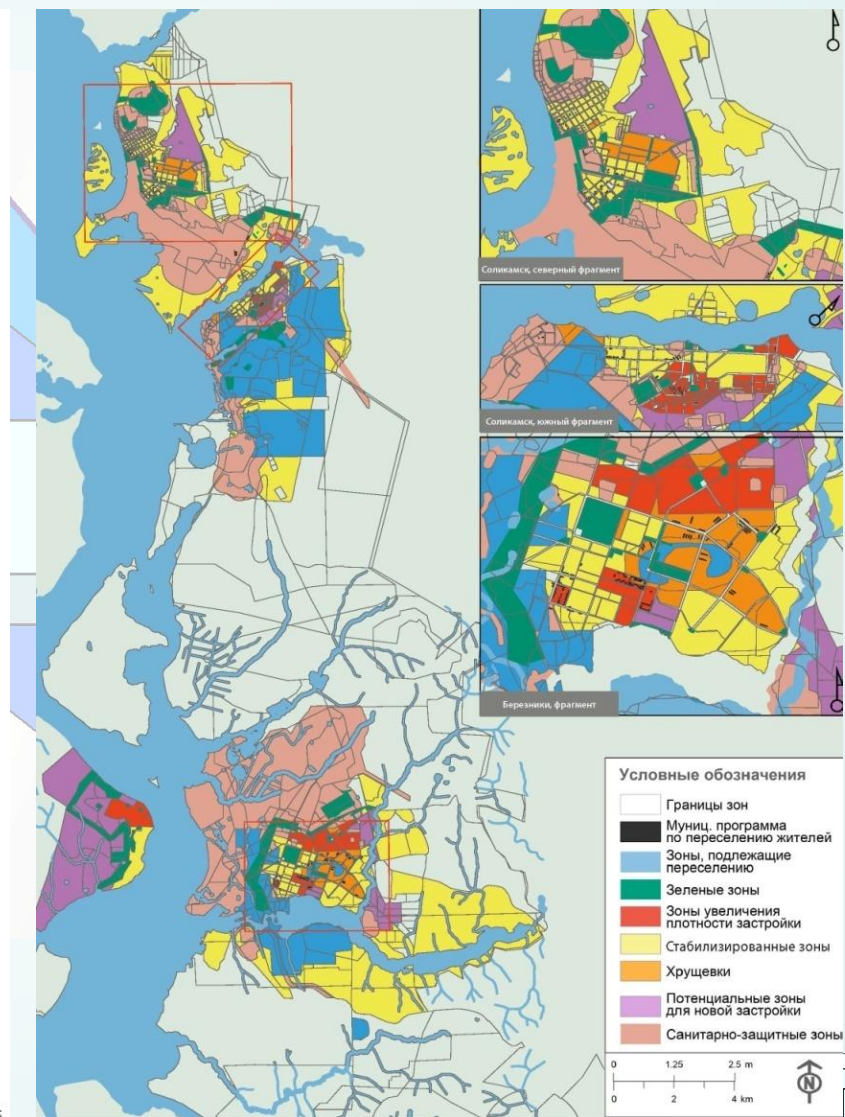 Соликамск, северный фрагмент
Соликамск, южный фрагмент
Березники, фрагмент
Условные обозначения
Границы зон
Муниц. программа
по переселению жителей
Зоны, подлежащие
переселению
Зеленые зоны
Зоны увеличения
плотности застройки
Стабилизированные зоны
Хрущевки
Потенциальные зоны
для новой застройки
Санитарно-защитные зоны
0 1.25 2.5 m
0 2 4 km
N